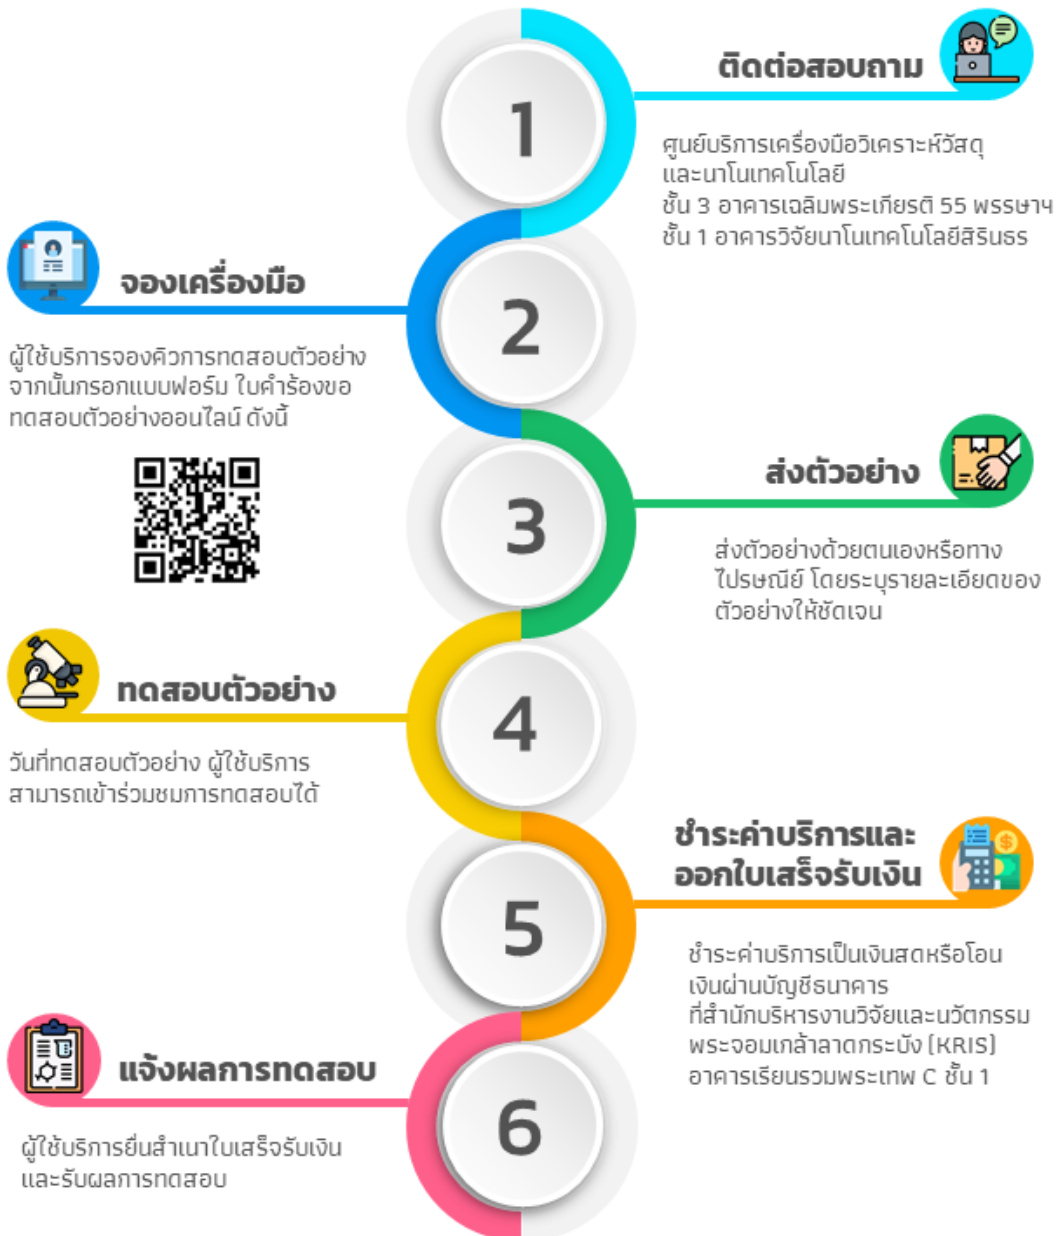 1
ติดต่อสอบถาม
ศูนย์บริการเครื่องมือวิเคราะห์วัสดุ
และนาโนเทคโนโลยี
ชั้น 3 อาคารเฉลิมพระเกียรติ 55 พรรษาฯ
ชั้น 1 อาคารวิจัยนาโนเทคโนโลยีสิรินธร
2
จองเครื่องมือ
ผู้ใช้บริการจองคิวการทดสอบตัวอย่าง
จากนั้นกรอกแบบฟอร์ม ใบคำร้องขอ
ทดสอบตัวอย่างออนไลน์ ดังนี้
3
ส่งตัวอย่าง
ส่งตัวอย่างด้วยตนเองหรือทาง
ไปรษณีย์ โดยระบุรายละเอียดของ
ตัวอย่างให้ชัดเจน
4
ทดสอบตัวอย่าง
วันที่ทดสอบตัวอย่าง ผู้ใช้บริการ
สามารถเข้าร่วมชมการทดสอบได้
5
ชำระค่าบริการและ
ออกใบเสร็จรับเงิน
ชำระค่าบริการเป็นเงินสดหรือโอน
เงินผ่านบัญชีธนาคาร
ที่สำนักบริหารงานวิจัยและนวัตกรรม
พระจอมเกล้าลาดกระบัง (KRIS)
อาคารเรียนรวมพระเทพ C ชั้น 1
6
แจ้งผลการทดสอบ
ผู้ใช้บริการยื่นสำเนาใบเสร็จรับเงิน
และรับผลการทดสอบ